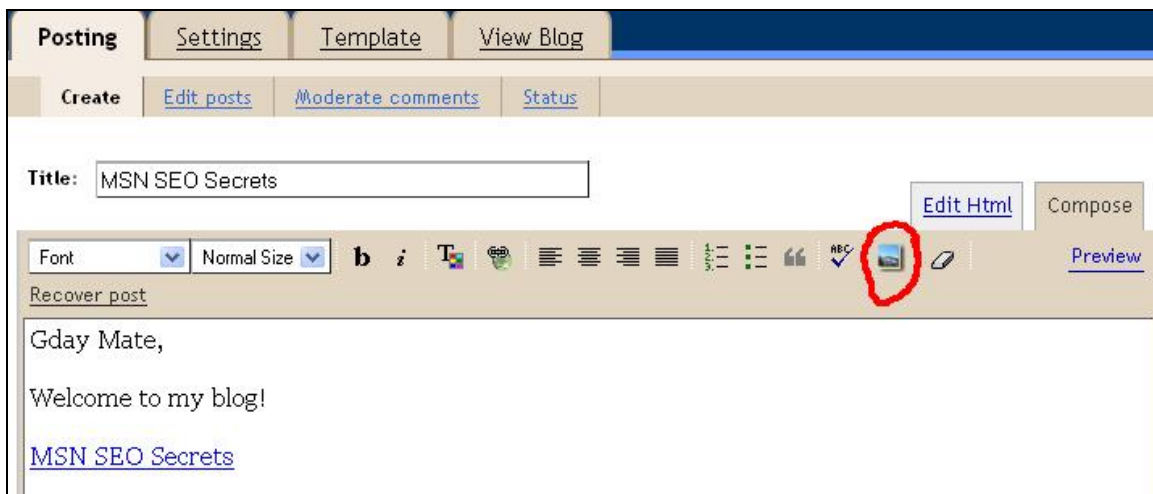 Posting Settings Template View Blog
Create Edit posts Moderate comments Status
Title: MSN SEO Secrets
Edit Html Compose
Font Normal Size b i T ABC Preview
Recover post
Gday Mate,
Welcome to my blog!
MSN SEO Secrets